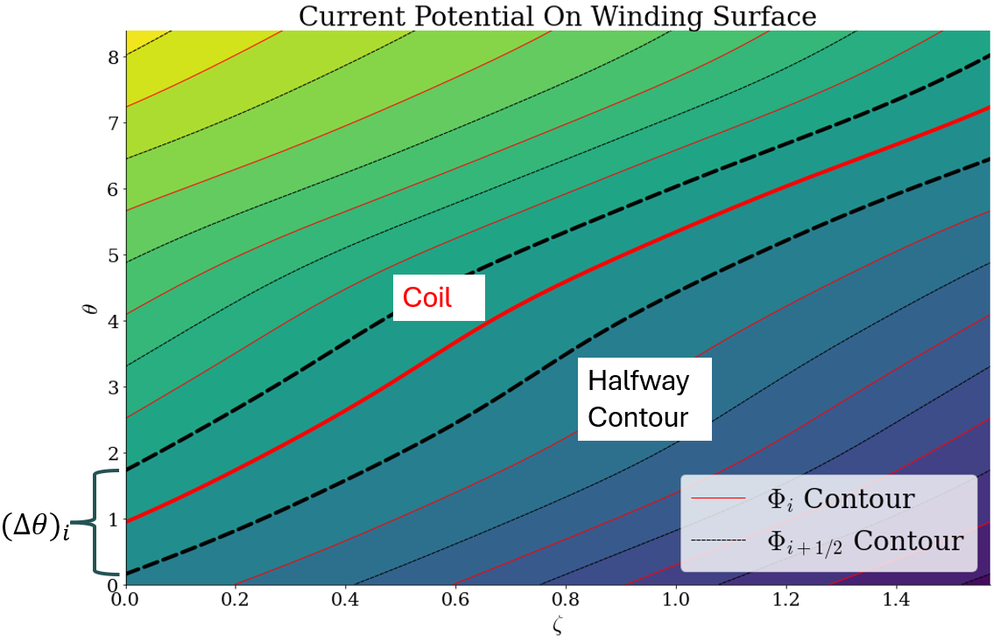 Current Potential On Winding Surface
8
7
6
5
4
3
2
1
0
θ
(Δθ)ᵢ
Coil
Halfway
Contour
Φᵢ Contour
Φᵢ₊₁/₂ Contour
0.0 0.2 0.4 0.6 0.8 1.0 1.2 1.4
ζ